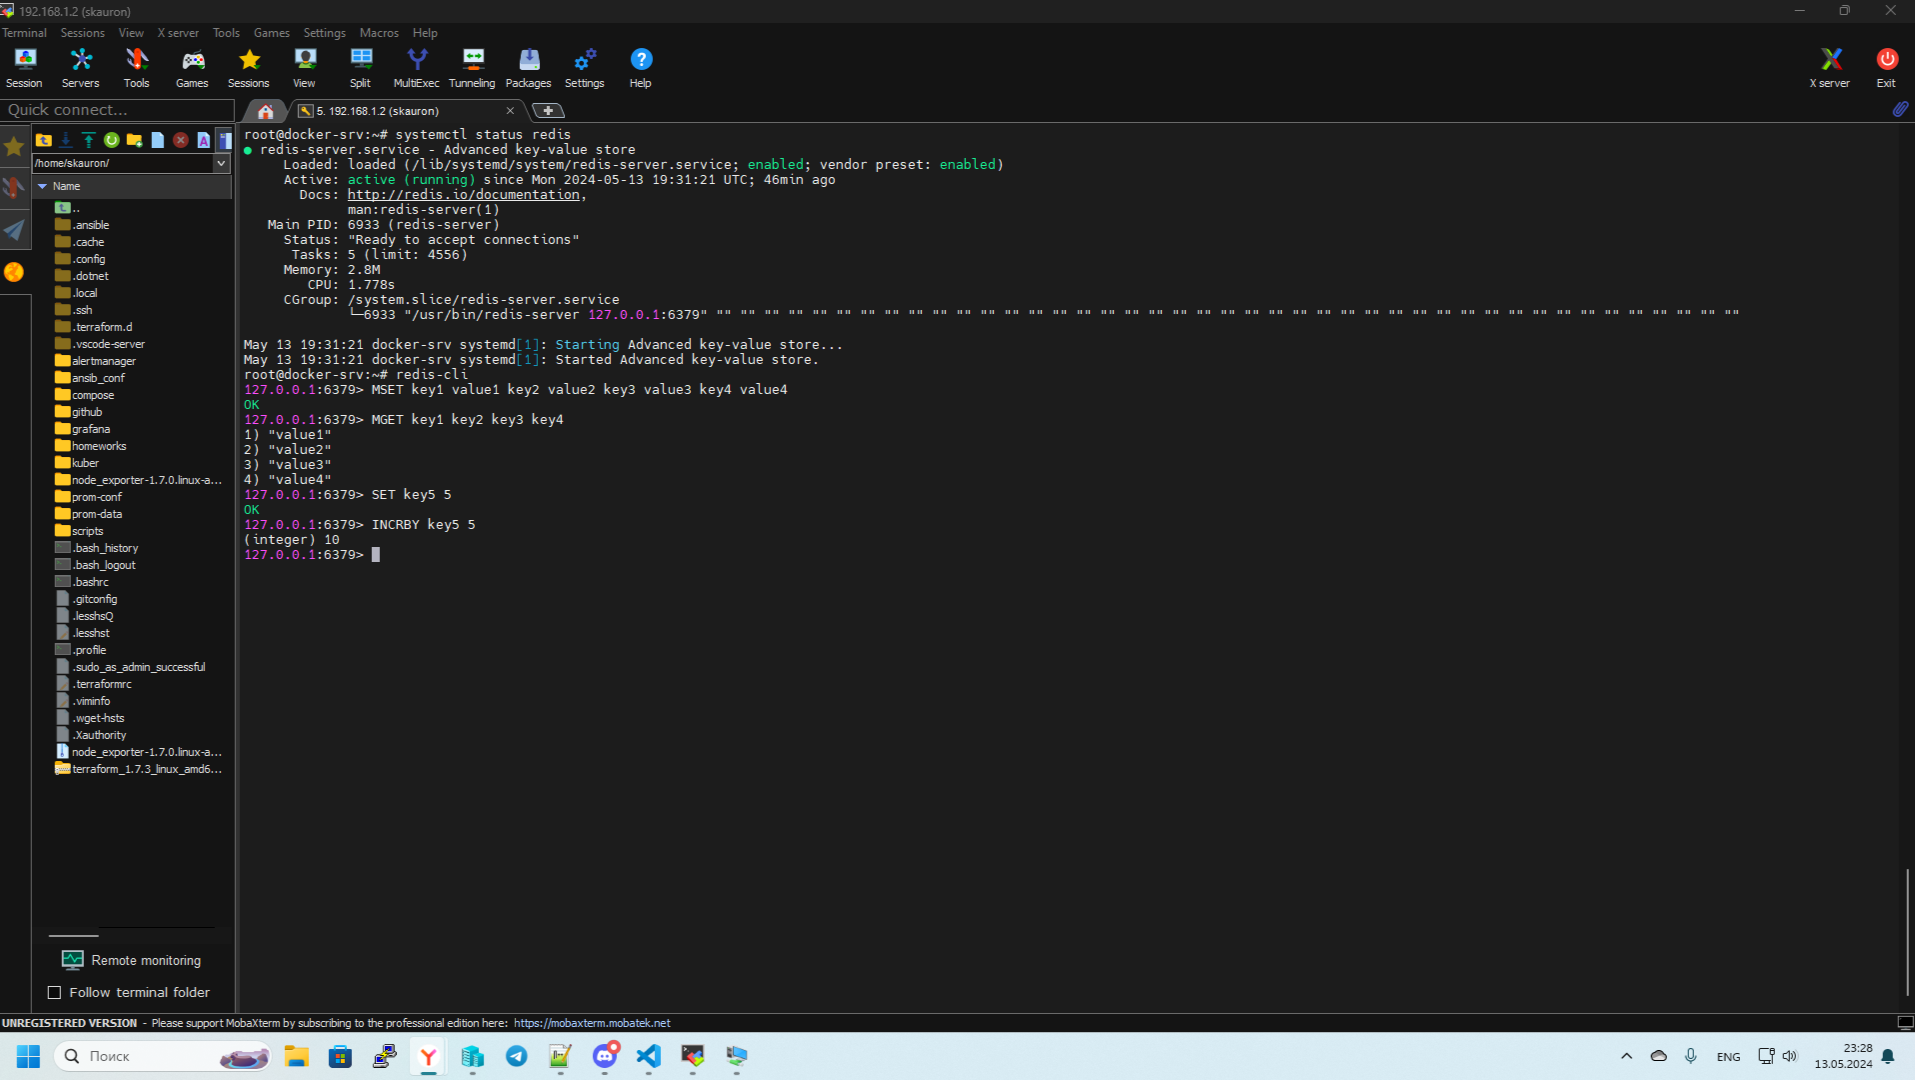 192.168.1.2 (skauron)
Terminal Sessions View X server Tools Games Settings Macros Help
Session Servers Tools Games Sessions View Split MultiExec Tunneling Packages Settings Help X server Exit
Quick connect...
5. 192.168.1.2 (skauron)
/home/skauron/
Name
..
.ansible
.cache
.config
.dotnet
.local
.ssh
.terraform.d
.vscode-server
alertmanager
ansib_conf
compose
github
grafana
homeworks
kuber
node_exporter-1.7.0.linux-a...
prom-conf
prom-data
scripts
.bash_history
.bash_logout
.bashrc
.gitconfig
.lesshsQ
.lesshst
.profile
.sudo_as_admin_successful
.terraformrc
.viminfo
.wget-hsts
.Xauthority
node_exporter-1.7.0.linux-a...
terraform_1.7.3_linux_amd6...
Remote monitoring
Follow terminal folder
root@docker-srv:~# systemctl status redis
● redis-server.service - Advanced key-value store
Loaded: loaded (/lib/systemd/system/redis-server.service; enabled; vendor preset: enabled)
Active: active (running) since Mon 2024-05-13 19:31:21 UTC; 46min ago
Docs: http://redis.io/documentation,
man:redis-server(1)
Main PID: 6933 (redis-server)
Status: "Ready to accept connections"
Tasks: 5 (limit: 4556)
Memory: 2.8M
CPU: 1.778s
CGroup: /system.slice/redis-server.service
└─6933 "/usr/bin/redis-server 127.0.0.1:6379" "" "" "" "" "" "" "" "" "" "" "" "" "" "" "" "" "" "" "" "" "" "" "" "" "" "" "" "" "" "" "" "" "" "" "" "" "" "" "" "" "" "" ""
May 13 19:31:21 docker-srv systemd[1]: Starting Advanced key-value store...
May 13 19:31:21 docker-srv systemd[1]: Started Advanced key-value store.
root@docker-srv:~# redis-cli
127.0.0.1:6379> MSET key1 value1 key2 value2 key3 value3 key4 value4
OK
127.0.0.1:6379> MGET key1 key2 key3 key4
1) "value1"
2) "value2"
3) "value3"
4) "value4"
127.0.0.1:6379> SET key5 5
OK
127.0.0.1:6379> INCRBY key5 5
(integer) 10
127.0.0.1:6379>
UNREGISTERED VERSION - Please support MobaXterm by subscribing to the professional edition here: https://mobaxterm.mobatek.net
Поиск
ENG
23:28
13.05.2024